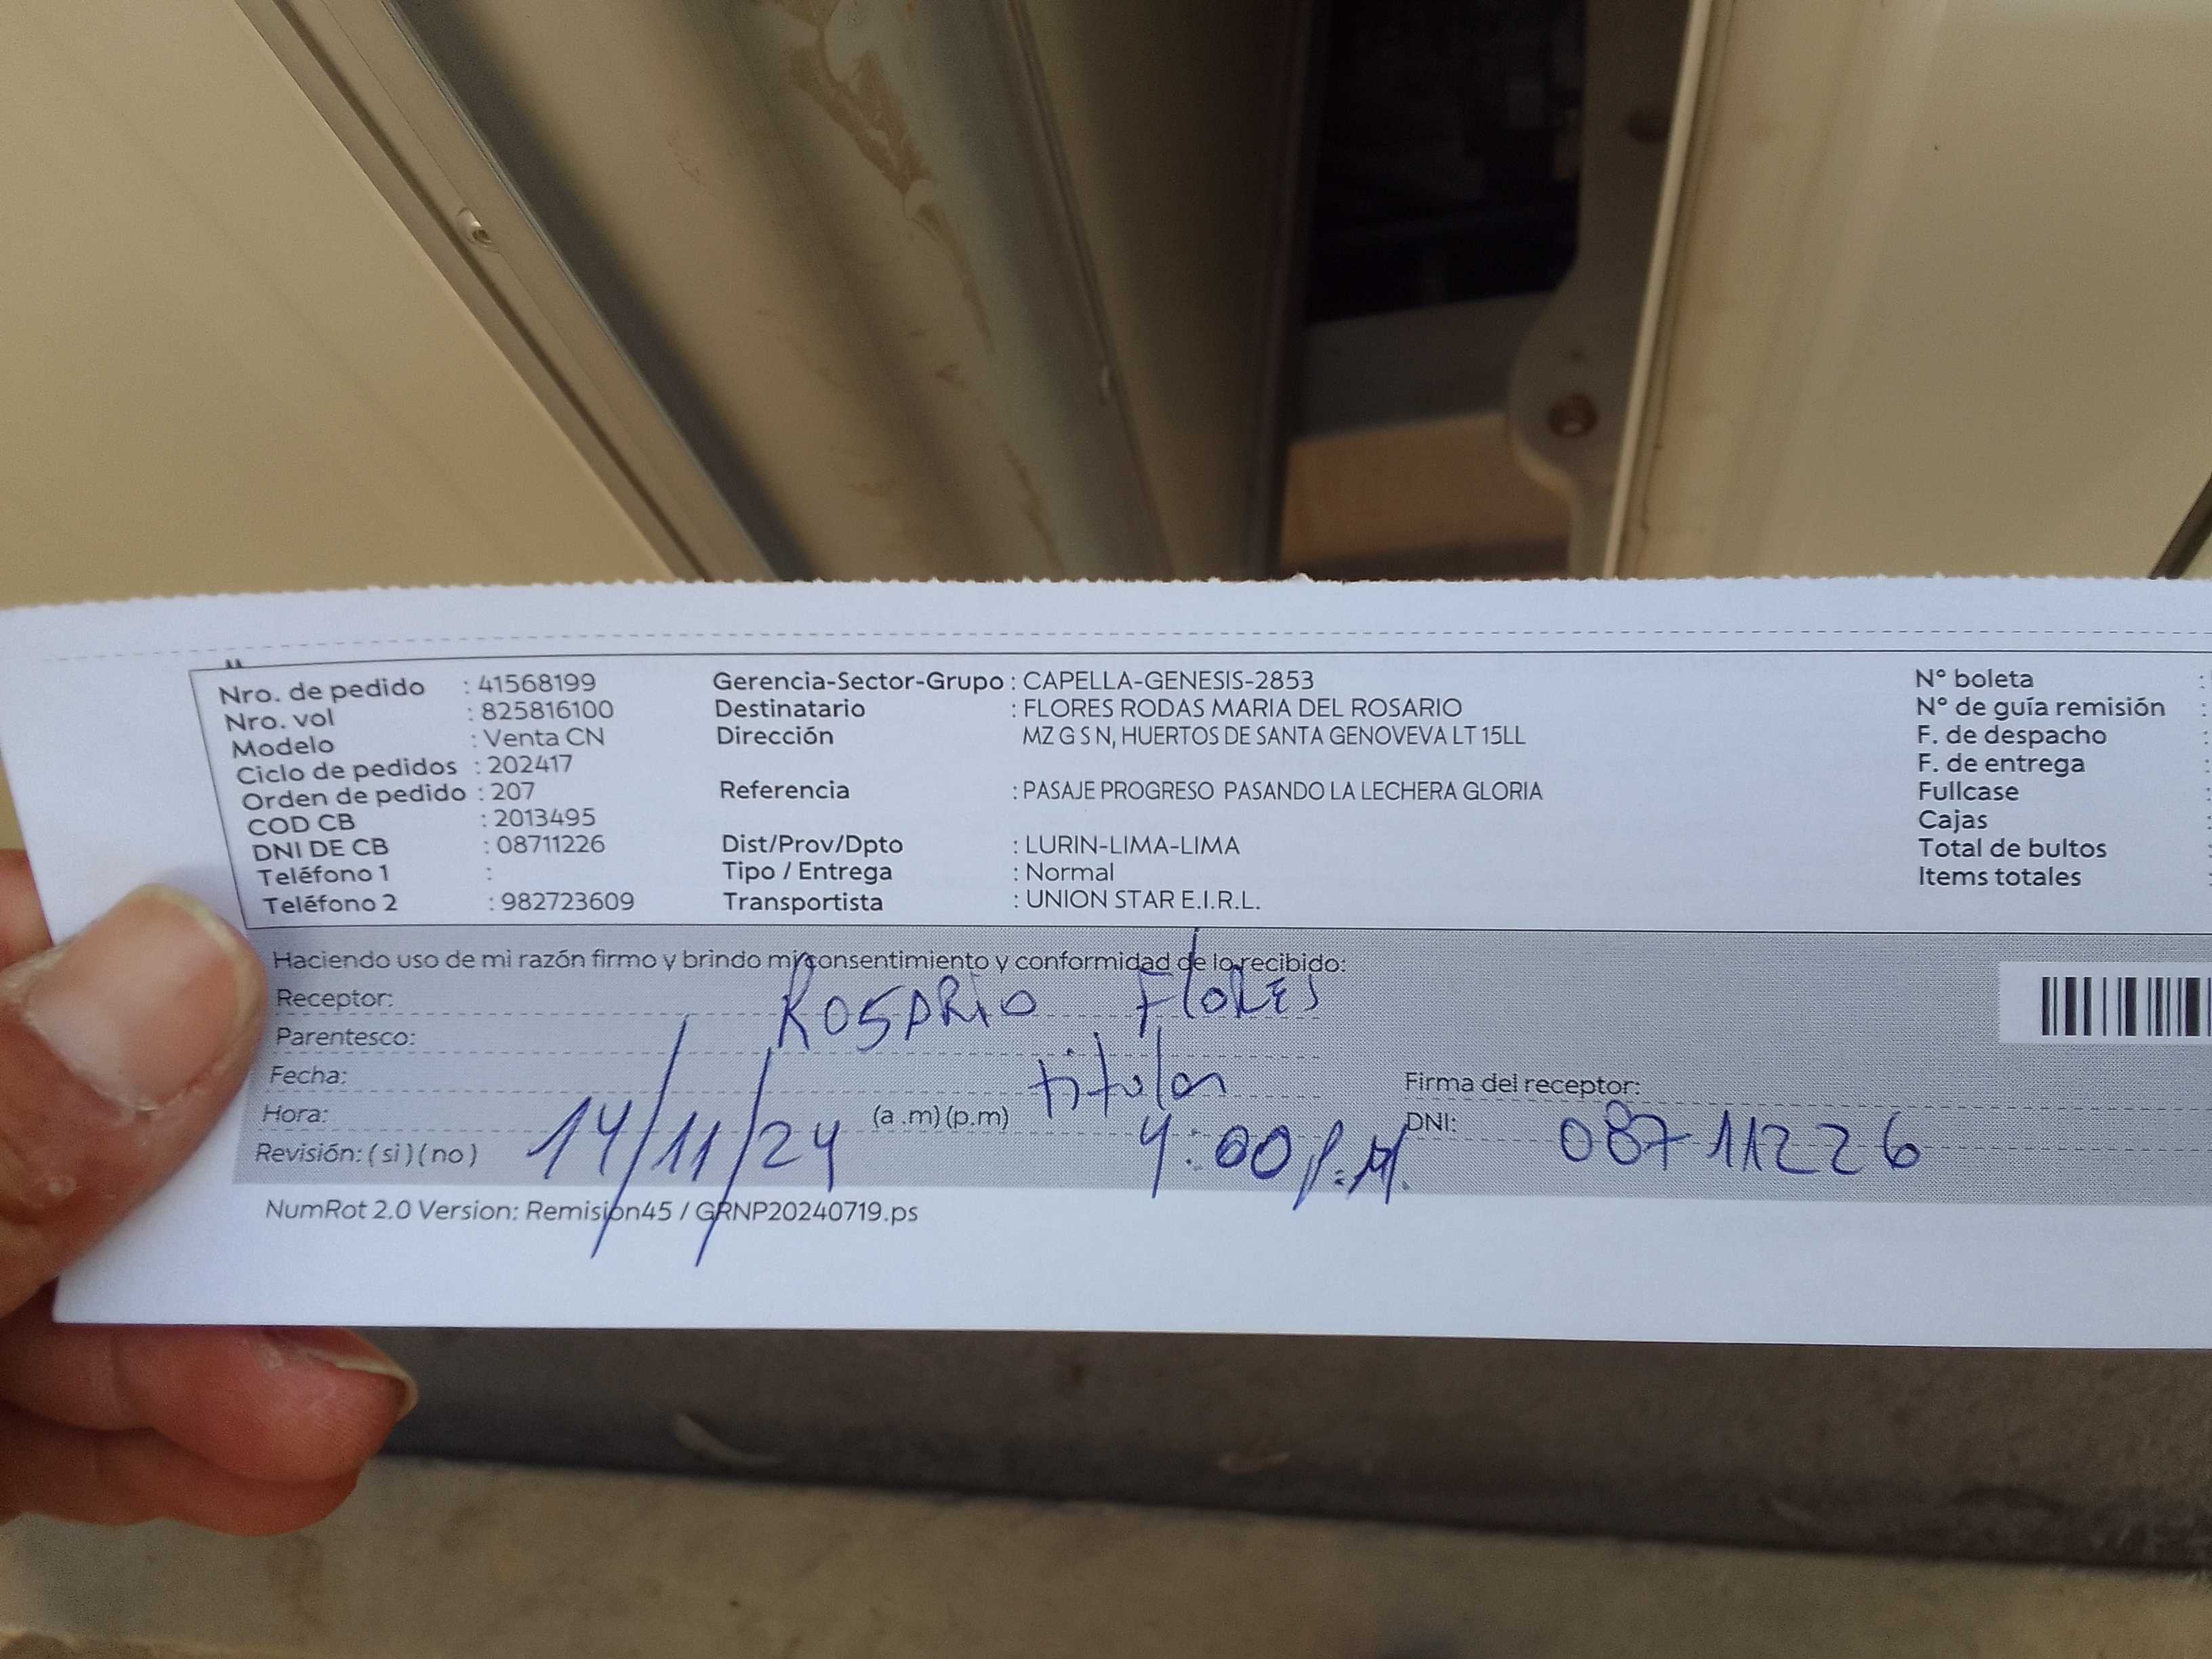 Nro. de pedido : 41568199
Nro. vol : 825816100
Modelo : Venta CN
Ciclo de pedidos : 202417
Orden de pedido : 207
COD CB : 2013495
DNI DE CB : 08711226
Teléfono 1 :
Teléfono 2 : 982723609
Gerencia-Sector-Grupo : CAPELLA-GENESIS-2853
Destinatario : FLORES RODAS MARIA DEL ROSARIO
Dirección MZ G S N, HUERTOS DE SANTA GENOVEVA LT 15LL
Referencia : PASAJE PROGRESO PASANDO LA LECHERA GLORIA
Dist/Prov/Dpto : LURIN-LIMA-LIMA
Tipo / Entrega : Normal
Transportista : UNION STAR E.I.R.L.
N° boleta :
N° de guía remisión :
F. de despacho :
F. de entrega :
Fullcase :
Cajas :
Total de bultos :
Items totales :
Haciendo uso de mi razón firmo y brindo mi consentimiento y conformidad de lo recibido:
Receptor: ROSARIO FLORES
Parentesco: titular
Fecha: 14/11/24
Hora: (a .m) (p.m) 4:00 P.M.
Revisión: ( si ) ( no )
Firma del receptor:
DNI: 08711226
NumRot 2.0 Version: Remision45 / GRNP20240719.ps